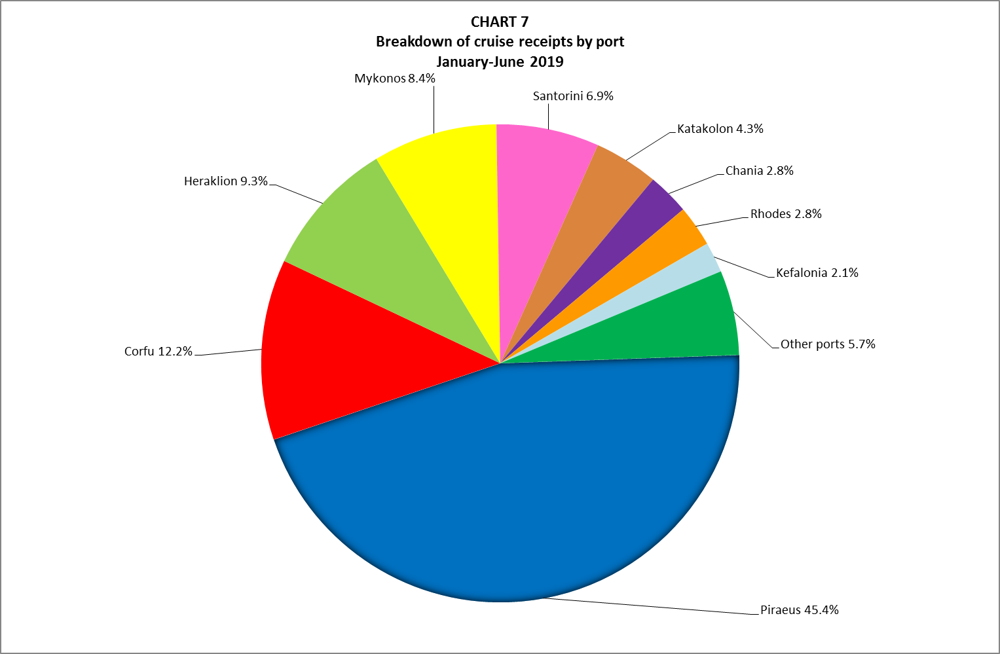 CHART 7
Breakdown of cruise receipts by port
January-June 2019
Mykonos 8.4%
Santorini 6.9%
Katakolon 4.3%
Chania 2.8%
Heraklion 9.3%
Rhodes 2.8%
Kefalonia 2.1%
Other ports 5.7%
Corfu 12.2%
Piraeus 45.4%